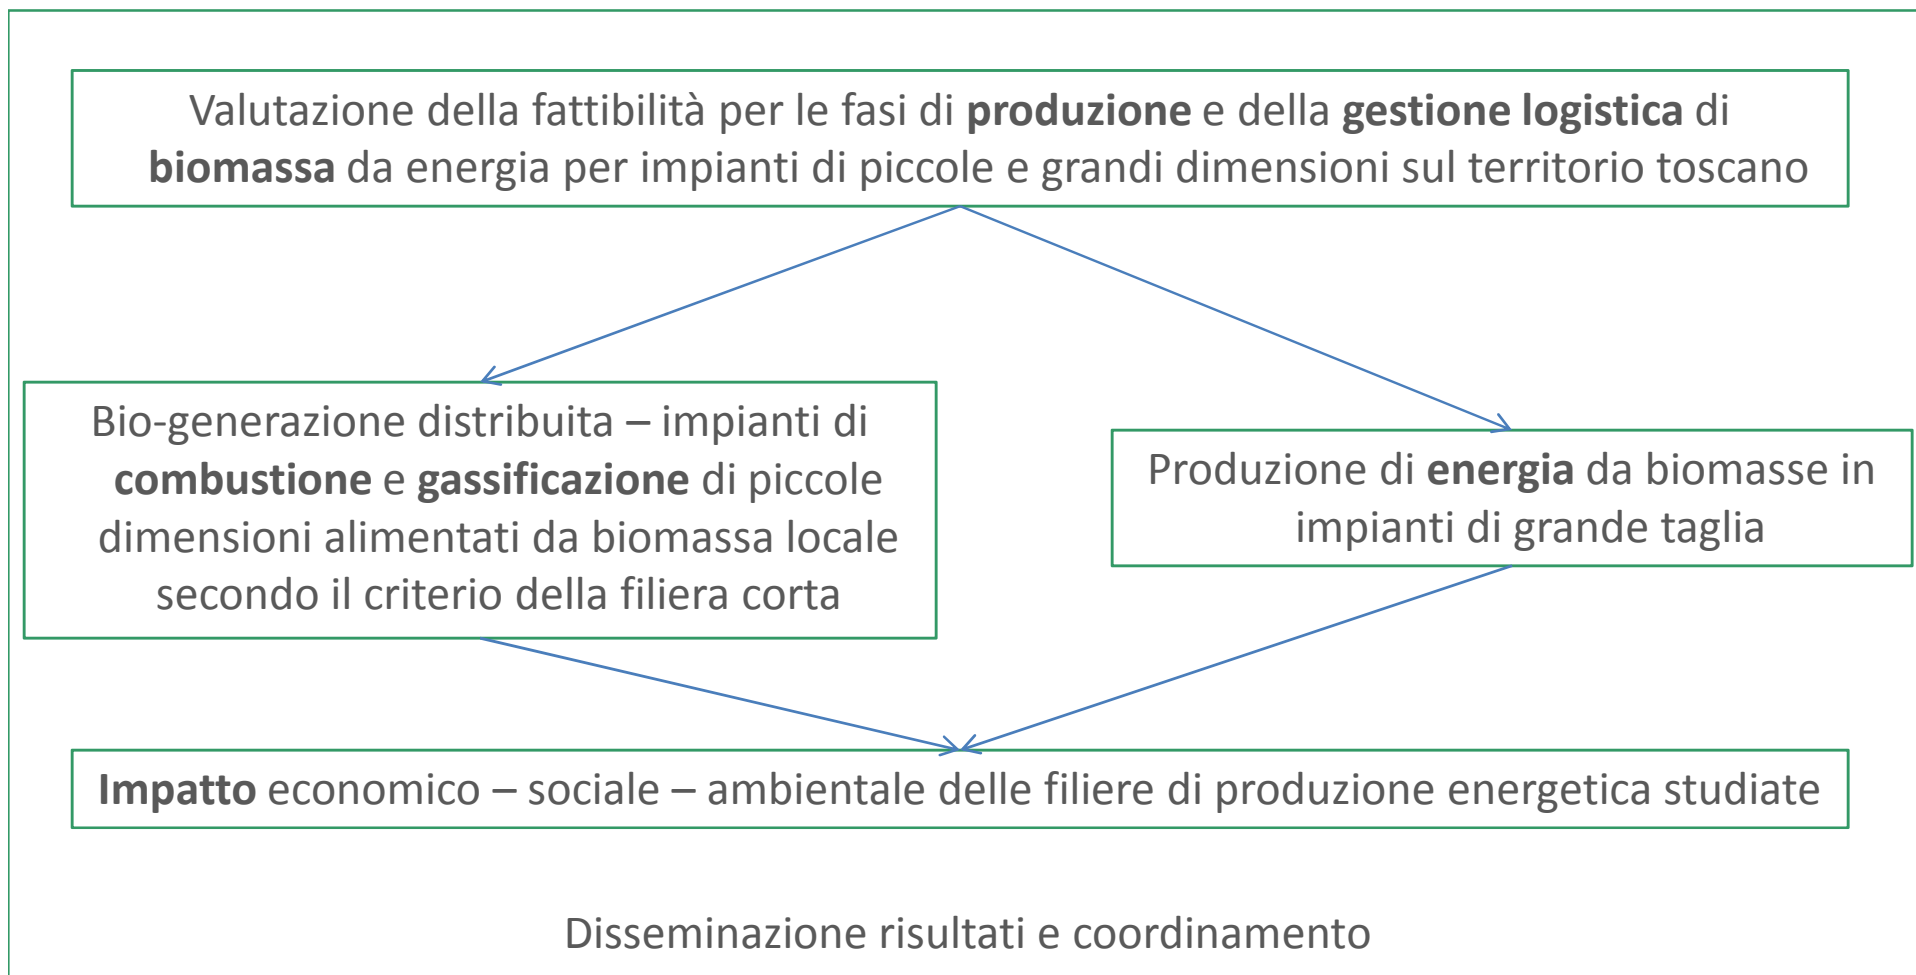 Valutazione della fattibilità per le fasi di produzione e della gestione logistica di
biomassa da energia per impianti di piccole e grandi dimensioni sul territorio toscano
Bio-generazione distribuita – impianti di
combustione e gassificazione di piccole
dimensioni alimentati da biomassa locale
secondo il criterio della filiera corta
Produzione di energia da biomasse in
impianti di grande taglia
Impatto economico – sociale – ambientale delle filiere di produzione energetica studiate
Disseminazione risultati e coordinamento